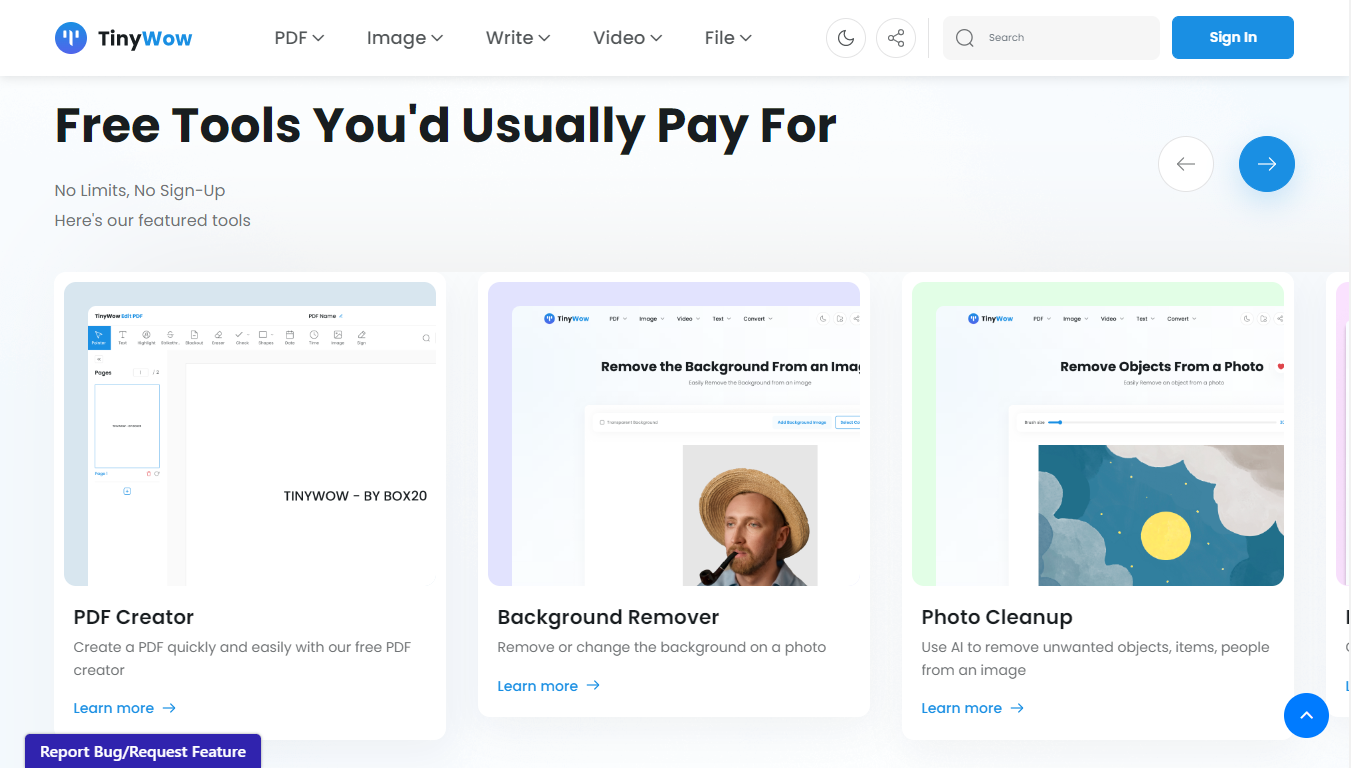 TinyWow
PDF
Image
Write
Video
File
Search
Sign In
Free Tools You'd Usually Pay For
No Limits, No Sign-Up
Here's our featured tools
TinyWow Edit PDF
PDF Name
Pointer
Text
Highlight
Blackout
Eraser
Check
Shapes
Date
Time
Image
Sign
Pages
1
/ 2
TINYWOW - BY BOX20
Page 1
TINYWOW - BY BOX20
PDF Creator
Create a PDF quickly and easily with our free PDF
creator
Learn more
TinyWow
PDF
Image
Video
Text
Convert
Remove the Background From an Imag
Easily Remove the background from an image
Transparent Background
Add Background Image
Select Co
Background Remover
Remove or change the background on a photo
Learn more
TinyWow
PDF
Image
Video
Text
Convert
Remove Objects From a Photo
Easily Remove an object from a photo
Brush size
Photo Cleanup
Use AI to remove unwanted objects, items, people
from an image
Learn more
Report Bug/Request Feature